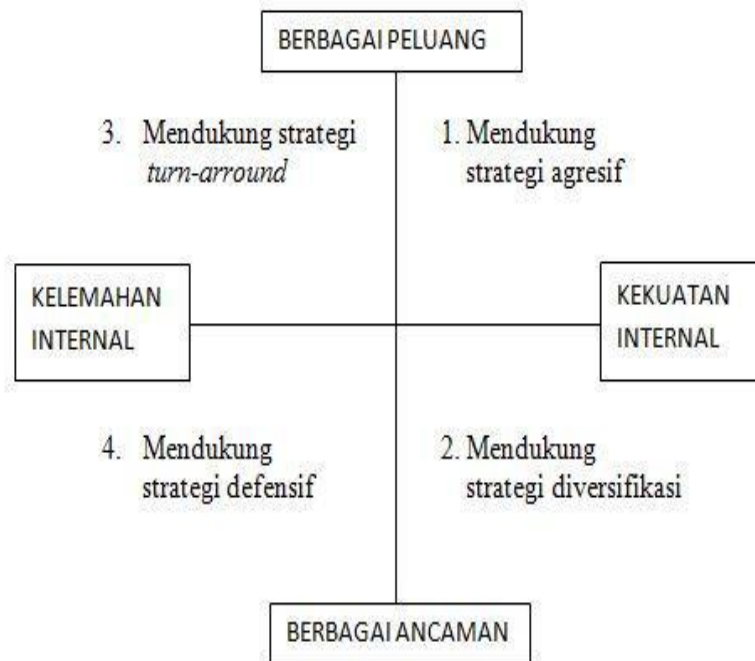 BERBAGAI PELUANG
3. Mendukung strategi
turn-arround
1. Mendukung
strategi agresif
KELEMAHAN
INTERNAL
KEKUATAN
INTERNAL
4. Mendukung
strategi defensif
2. Mendukung
strategi diversifikasi
BERBAGAI ANCAMAN